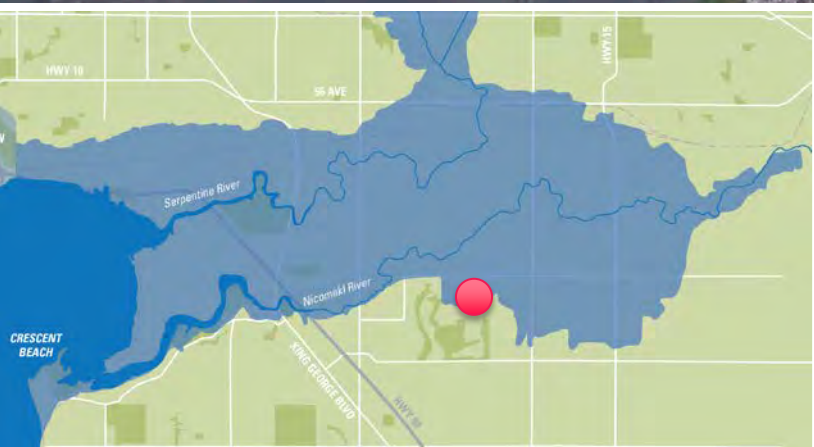 HWY 10
HWY 15
56 AVE
Serpentine River
Nicomekl River
CRESCENT
BEACH
KING GEORGE BLVD
HWY 99